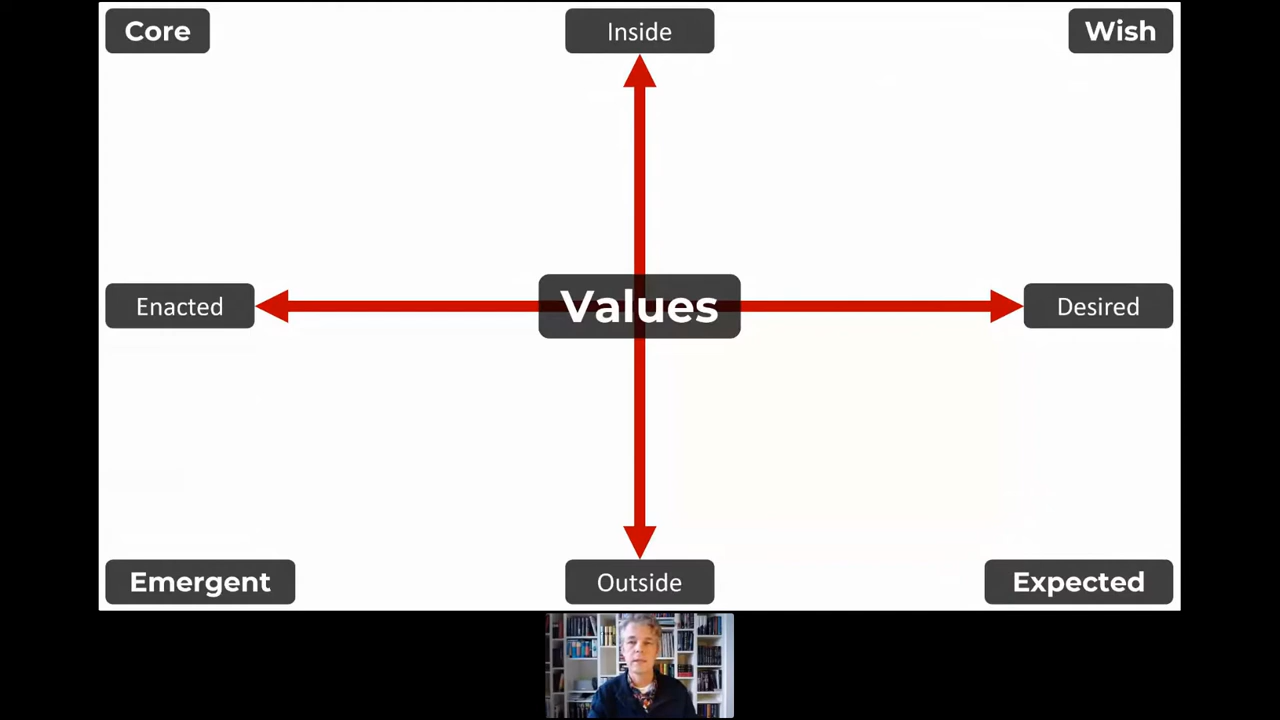 Core
Inside
Wish
Enacted
Values
Desired
Emergent
Outside
Expected